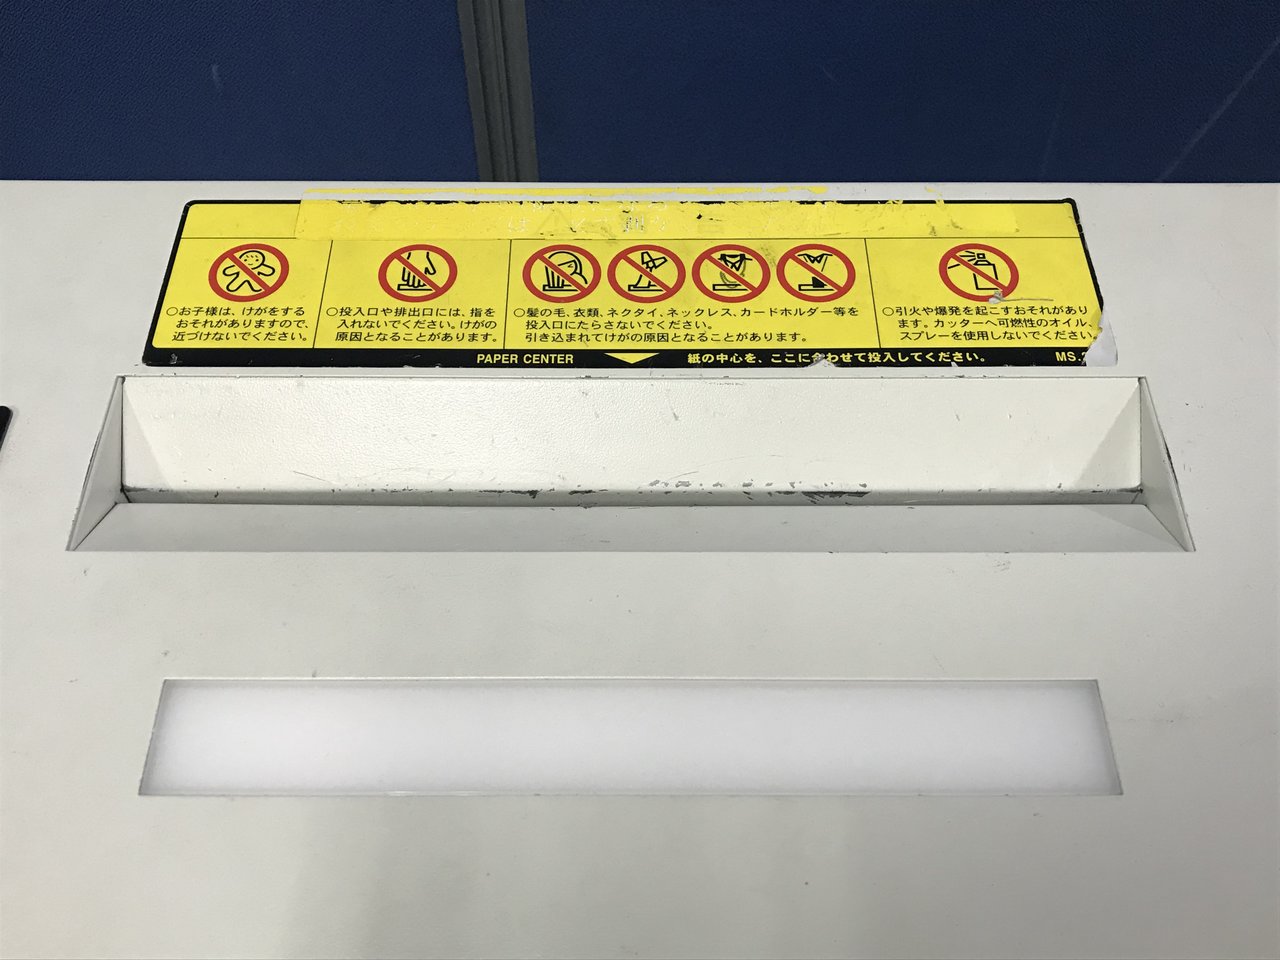 ○お子様は、けがをする
おそれがありますので、
近づけないでください。
○投入口や排出口には、指を
入れないでください。けがの
原因となることがあります。
○髪の毛、衣類、ネクタイ、ネックレス、カードホルダー等を
投入口にたらさないでください。
引き込まれてけがの原因となることがあります。
○引火や爆発を起こすおそれがあり
ます。カッターへ可燃性のオイル、
スプレーを使用しないでください。
PAPER CENTER 紙の中心を、ここに合わせて投入してください。 MS.